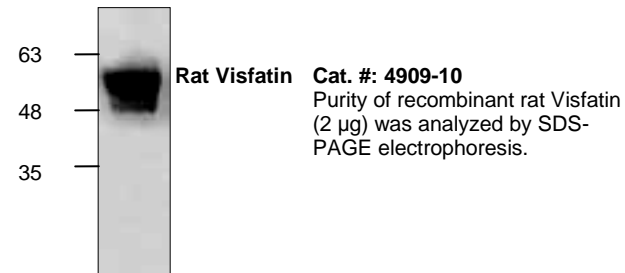 63
48
35
Rat Visfatin
Cat. #: 4909-10
Purity of recombinant rat Visfatin
(2 µg) was analyzed by SDS-
PAGE electrophoresis.